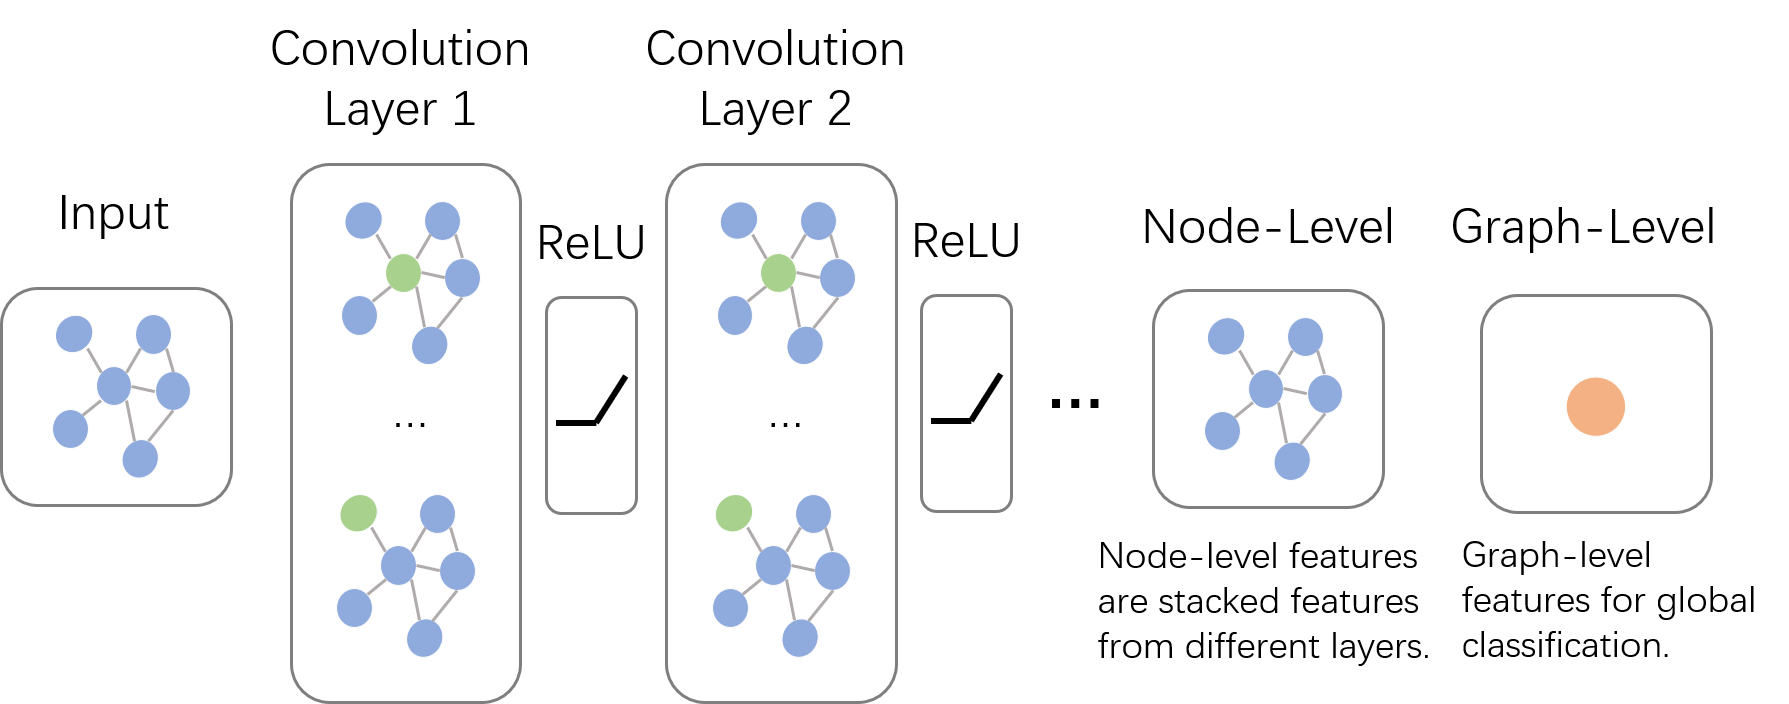 Input
Convolution
Layer 1
...
ReLU
Convolution
Layer 2
...
ReLU
...
Node-Level
Node-level features
are stacked features
from different layers.
Graph-Level
Graph-level
features for global
classification.